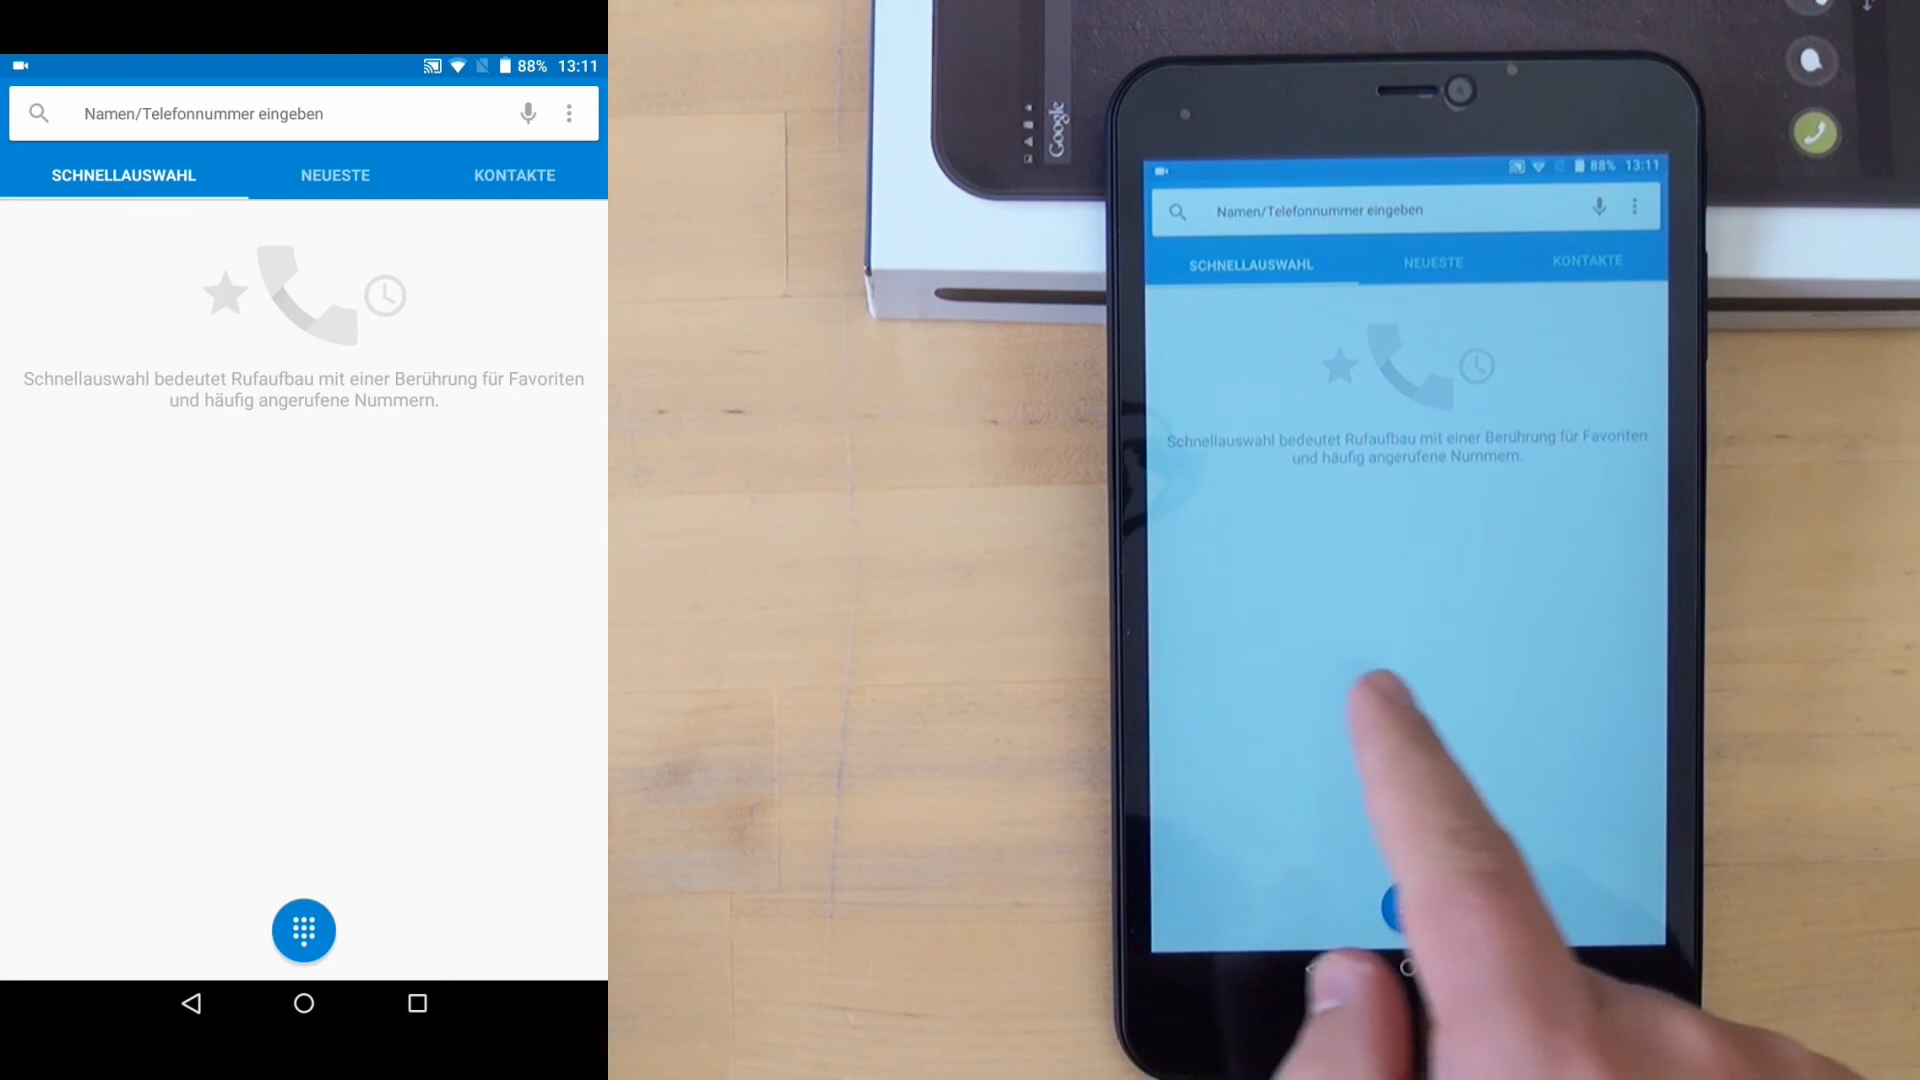 88% 13:11
Namen/Telefonnummer eingeben
SCHNELLAUSWAHL NEUESTE KONTAKTE
Schnellauswahl bedeutet Rufaufbau mit einer Berührung für Favoriten
und häufig angerufene Nummern.
Google
88% 13:11
Namen/Telefonnummer eingeben
SCHNELLAUSWAHL NEUESTE KONTAKTE
Schnellauswahl bedeutet Rufaufbau mit einer Berührung für Favoriten
und häufig angerufene Nummern.